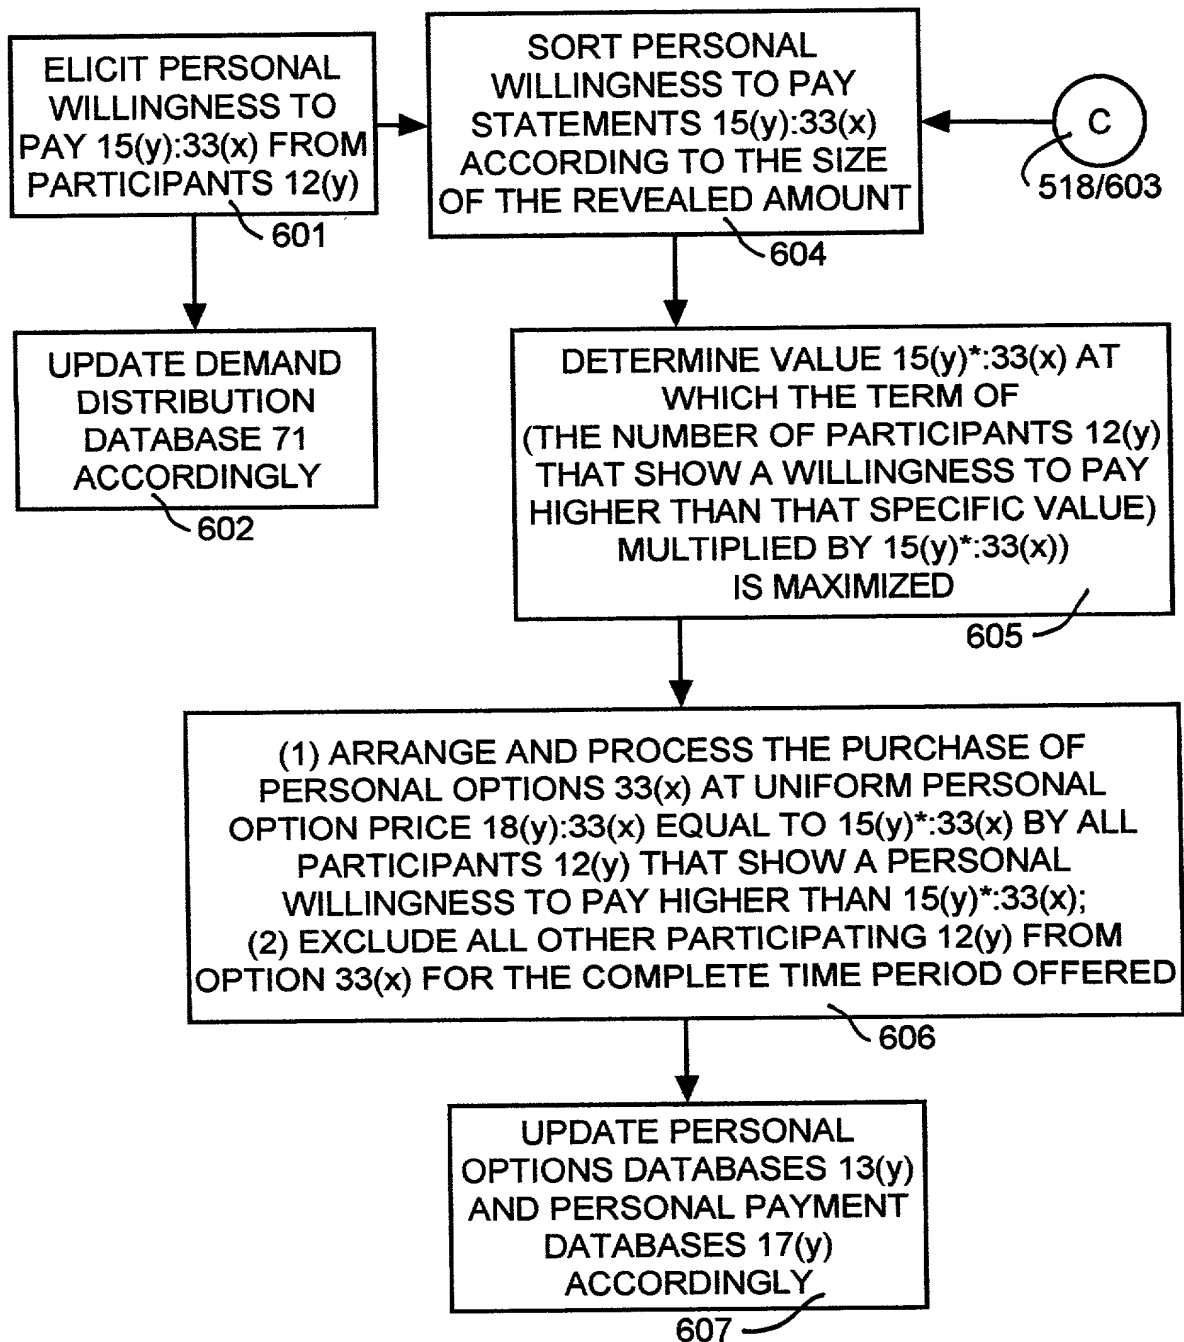 ELICIT PERSONAL
WILLINGNESS TO
PAY 15(y):33(x) FROM
PARTICIPANTS 12(y)
601
SORT PERSONAL
WILLINGNESS TO PAY
STATEMENTS 15(y):33(x)
ACCORDING TO THE SIZE
OF THE REVEALED AMOUNT
604
C
518/603
UPDATE DEMAND
DISTRIBUTION
DATABASE 71
ACCORDINGLY
602
DETERMINE VALUE 15(y)*:33(x) AT
WHICH THE TERM OF
(THE NUMBER OF PARTICIPANTS 12(y)
THAT SHOW A WILLINGNESS TO PAY
HIGHER THAN THAT SPECIFIC VALUE)
MULTIPLIED BY 15(y)*:33(x))
IS MAXIMIZED
605
(1) ARRANGE AND PROCESS THE PURCHASE OF
PERSONAL OPTIONS 33(x) AT UNIFORM PERSONAL
OPTION PRICE 18(y):33(x) EQUAL TO 15(y)*:33(x) BY ALL
PARTICIPANTS 12(y) THAT SHOW A PERSONAL
WILLINGNESS TO PAY HIGHER THAN 15(y)*:33(x);
(2) EXCLUDE ALL OTHER PARTICIPATING 12(y) FROM
OPTION 33(x) FOR THE COMPLETE TIME PERIOD OFFERED
606
UPDATE PERSONAL
OPTIONS DATABASES 13(y)
AND PERSONAL PAYMENT
DATABASES 17(y)
ACCORDINGLY
607